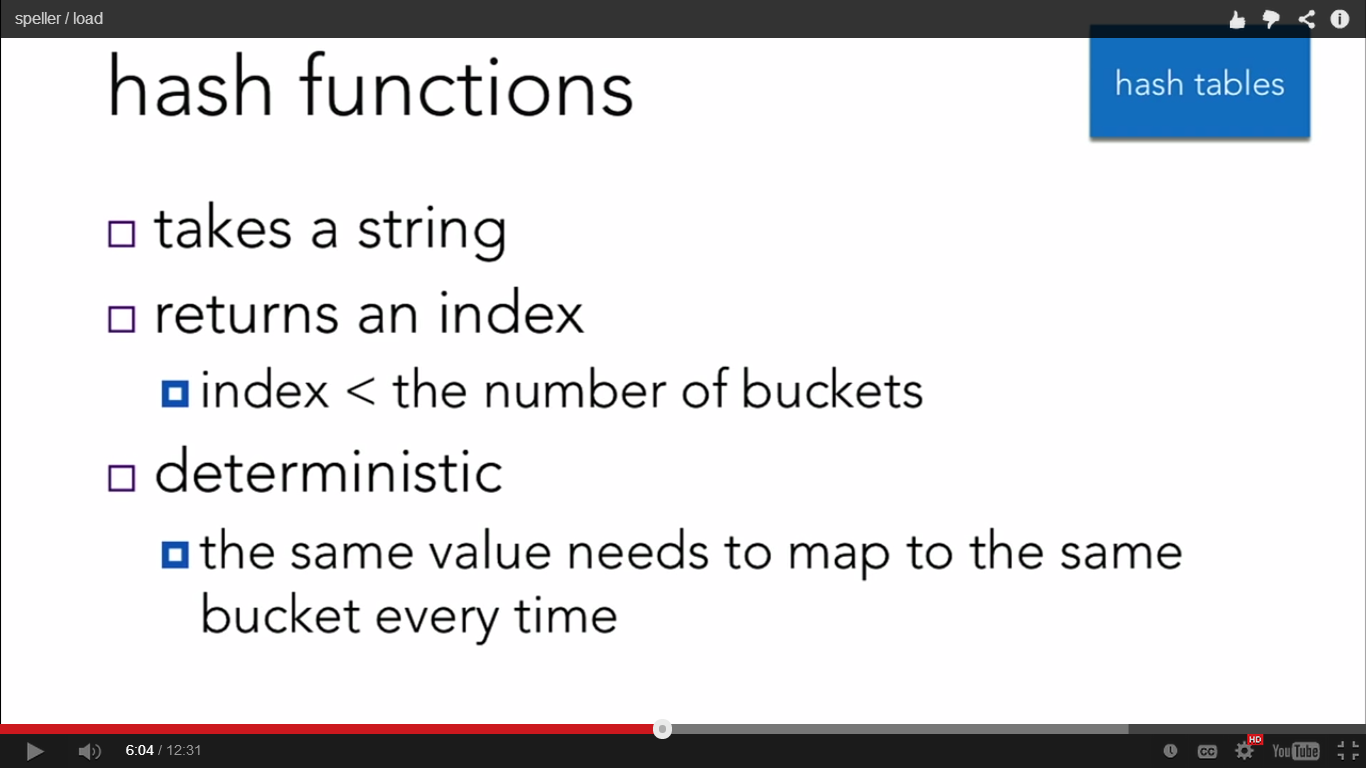 speller / load
hash functions
hash tables
takes a string
returns an index
index < the number of buckets
deterministic
the same value needs to map to the same
bucket every time
6:04 / 12:31
CC
HD
YouTube